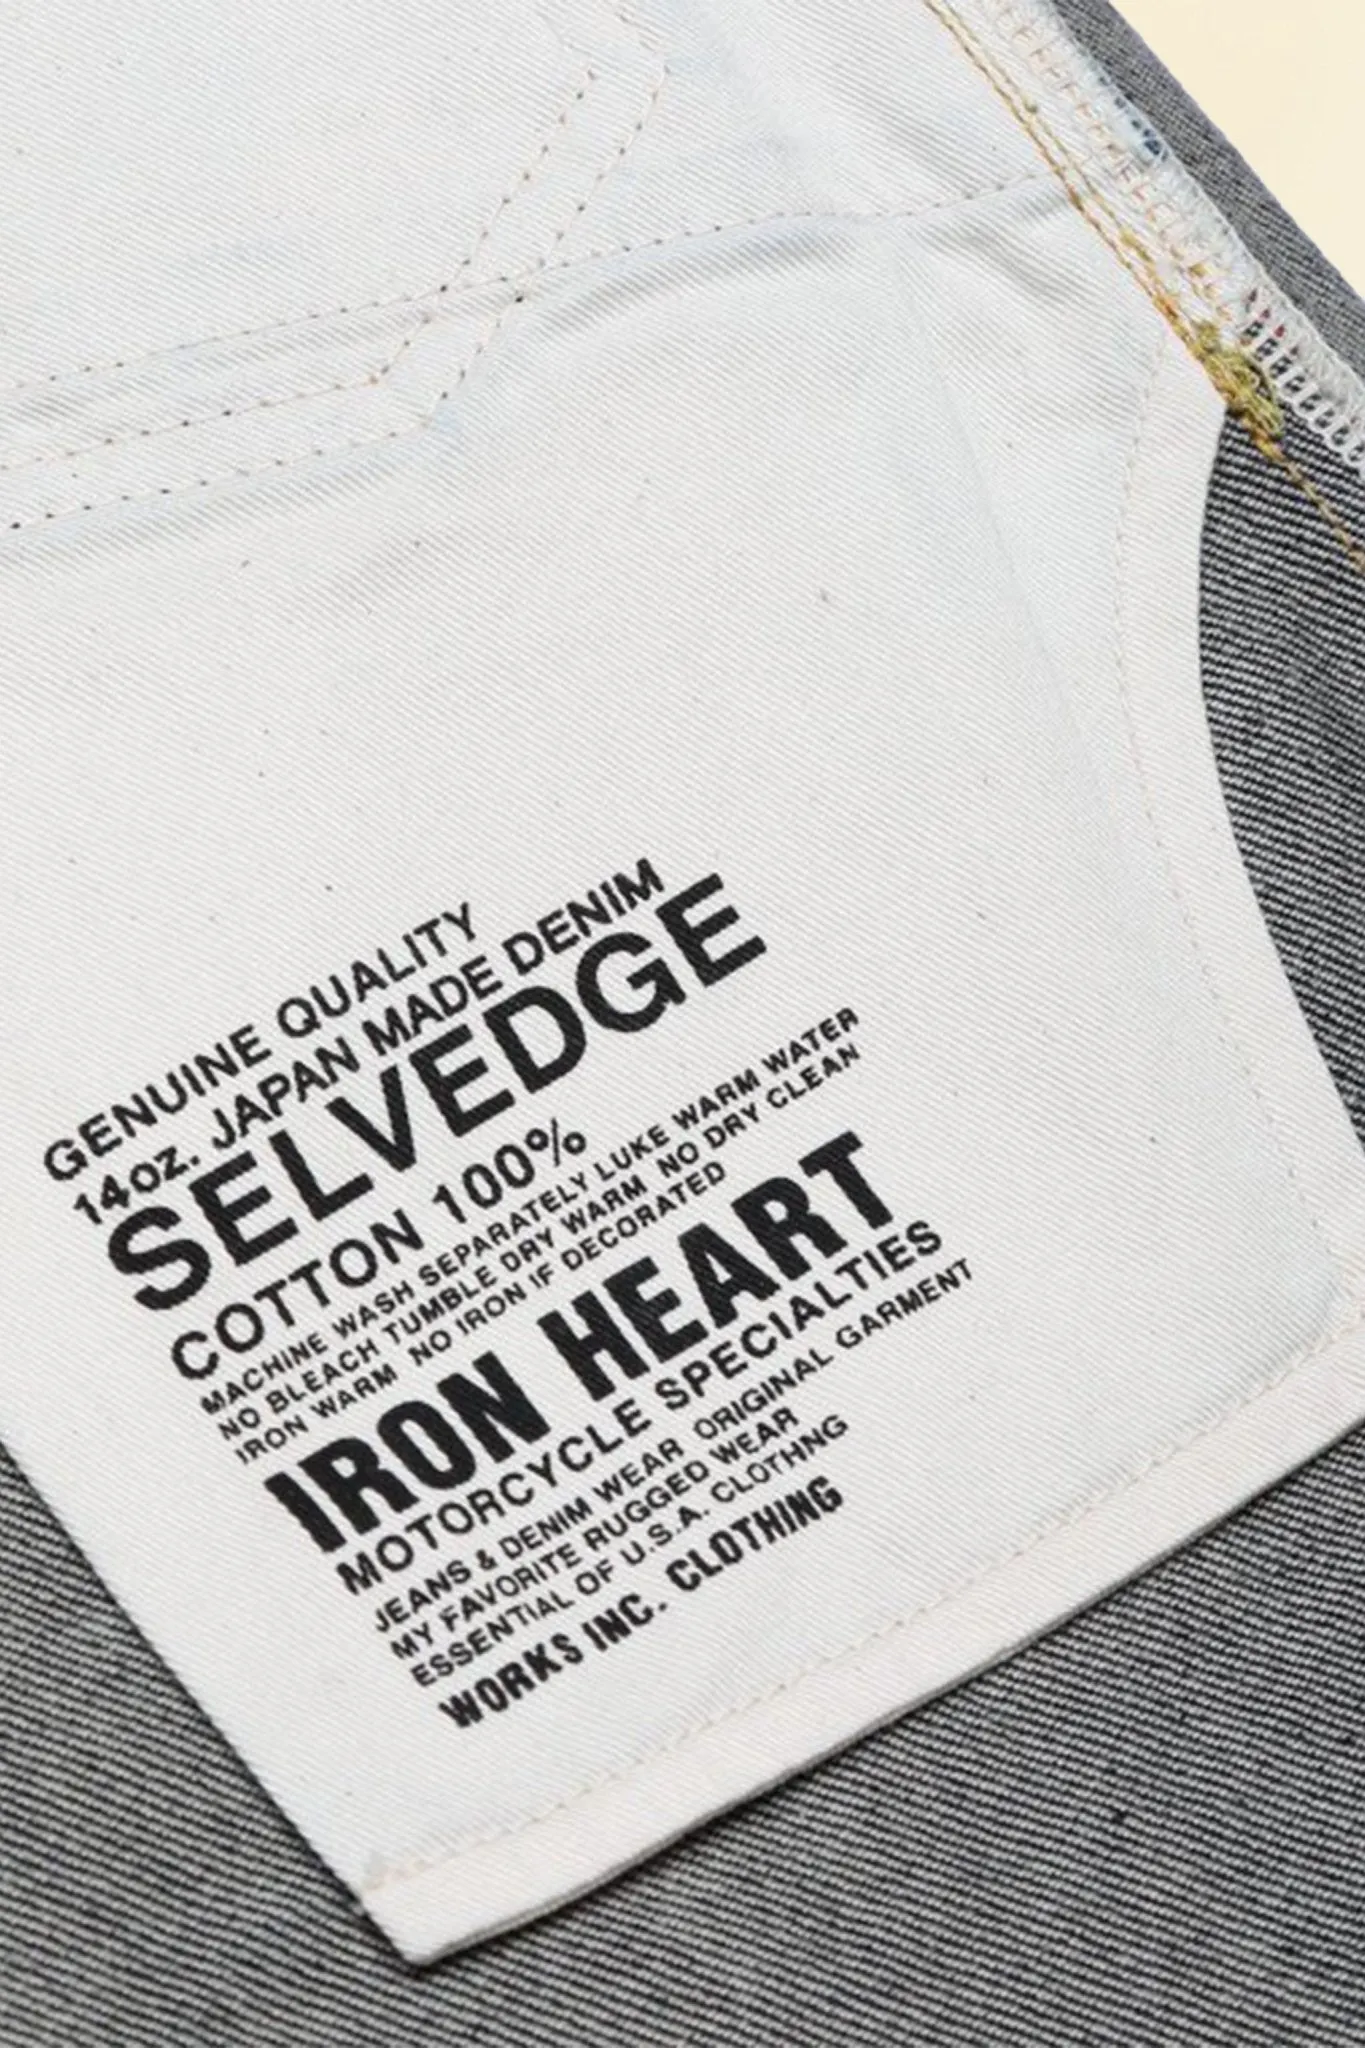 GENUINE QUALITY
14oz. JAPAN MADE DENIM
SELVEDGE
COTTON 100%
MACHINE WASH SEPARATELY LUKE WARM WATER
NO BLEACH TUMBLE DRY WARM NO DRY CLEAN
IRON WARM NO IRON IF DECORATED
IRON HEART
MOTORCYCLE SPECIALTIES
JEANS & DENIM WEAR ORIGINAL GARMENT
MY FAVORITE RUGGED WEAR
ESSENTIAL OF U.S.A. CLOTHNG
WORKS INC. CLOTHING